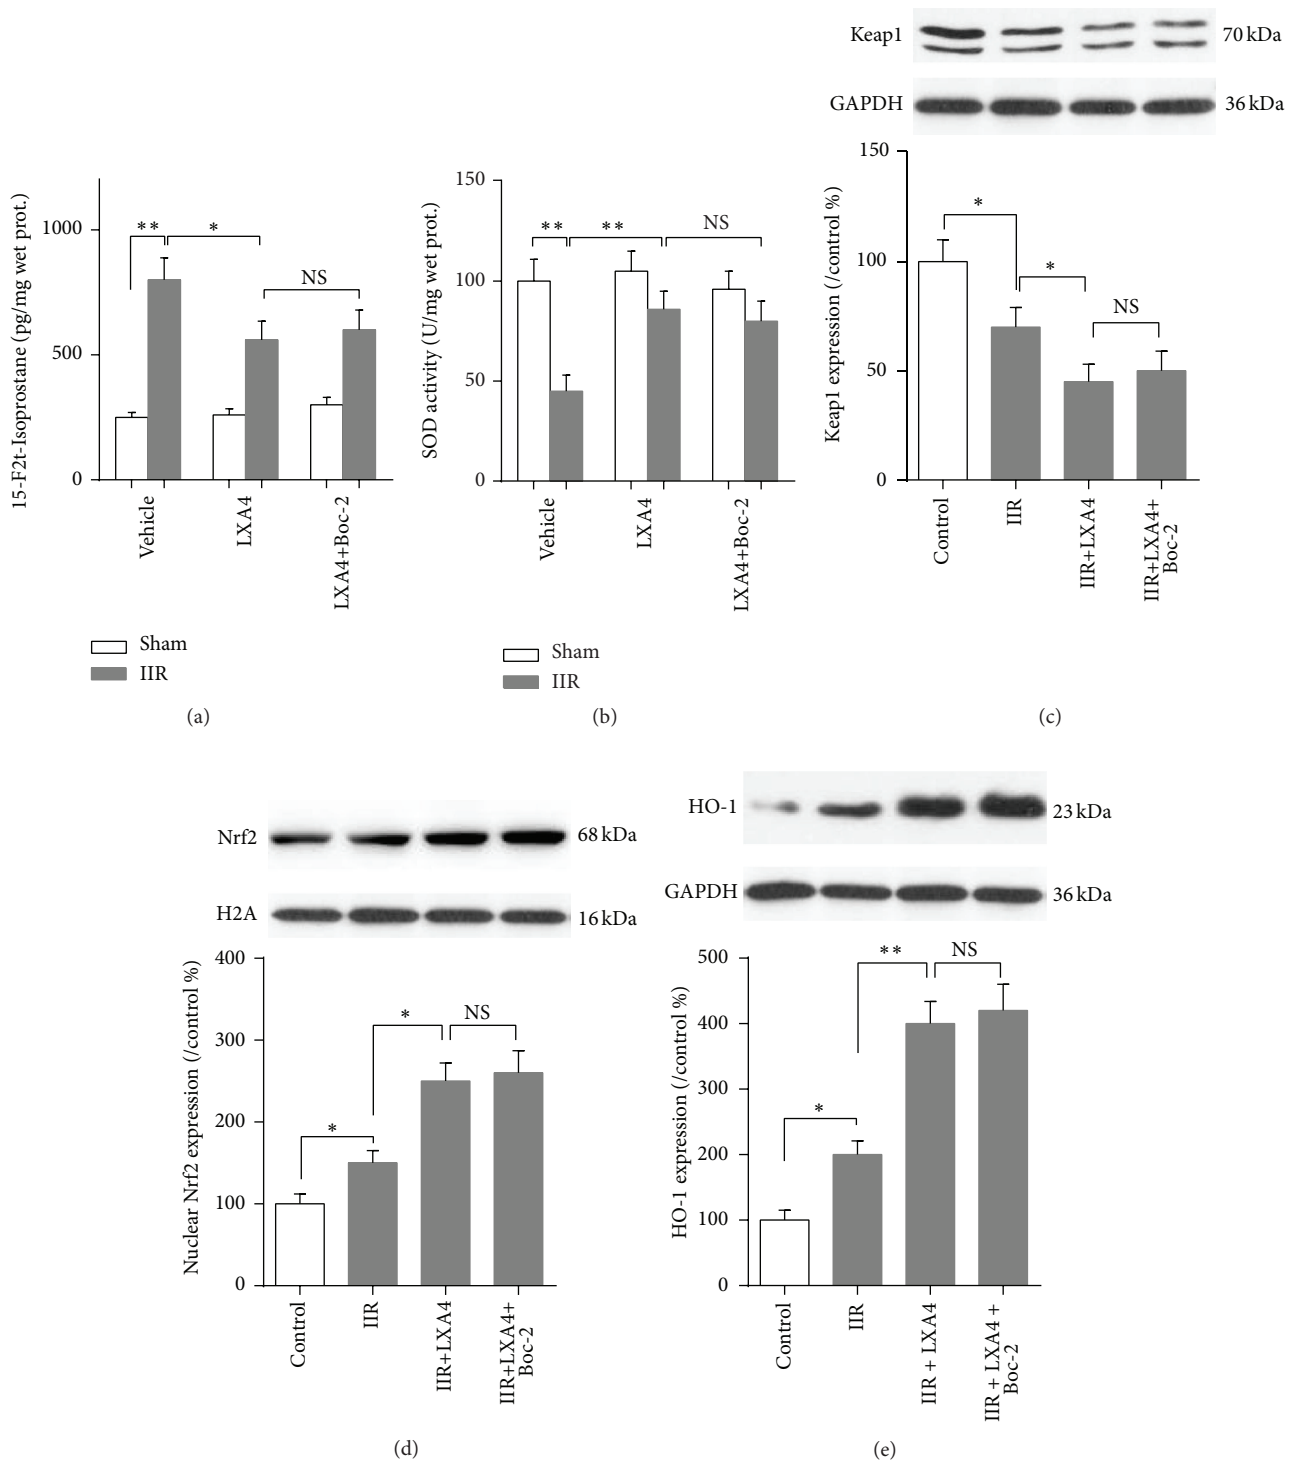 15-F2t-Isoprostane (pg/mg wet prot.)
1000
500
0
**
*
NS
Vehicle
LXA4
LXA4+Boc-2
Sham
IIR
(a)
SOD activity (U/mg wet prot.)
150
100
50
0
**
**
NS
Vehicle
LXA4
LXA4+Boc-2
Sham
IIR
(b)
Keap1
70 kDa
GAPDH
36 kDa
Keap1 expression (/control %)
150
100
50
0
*
*
NS
Control
IIR
IIR+LXA4
IIR+LXA4+
Boc-2
(c)
Nrf2
68 kDa
H2A
16 kDa
Nuclear Nrf2 expression (/control %)
400
300
200
100
0
*
*
NS
Control
IIR
IIR+LXA4
IIR+LXA4+
Boc-2
(d)
HO-1
23 kDa
GAPDH
36 kDa
HO-1 expression (/control %)
500
400
300
200
100
0
*
**
NS
Control
IIR
IIR + LXA4
IIR + LXA4 +
Boc-2
(e)